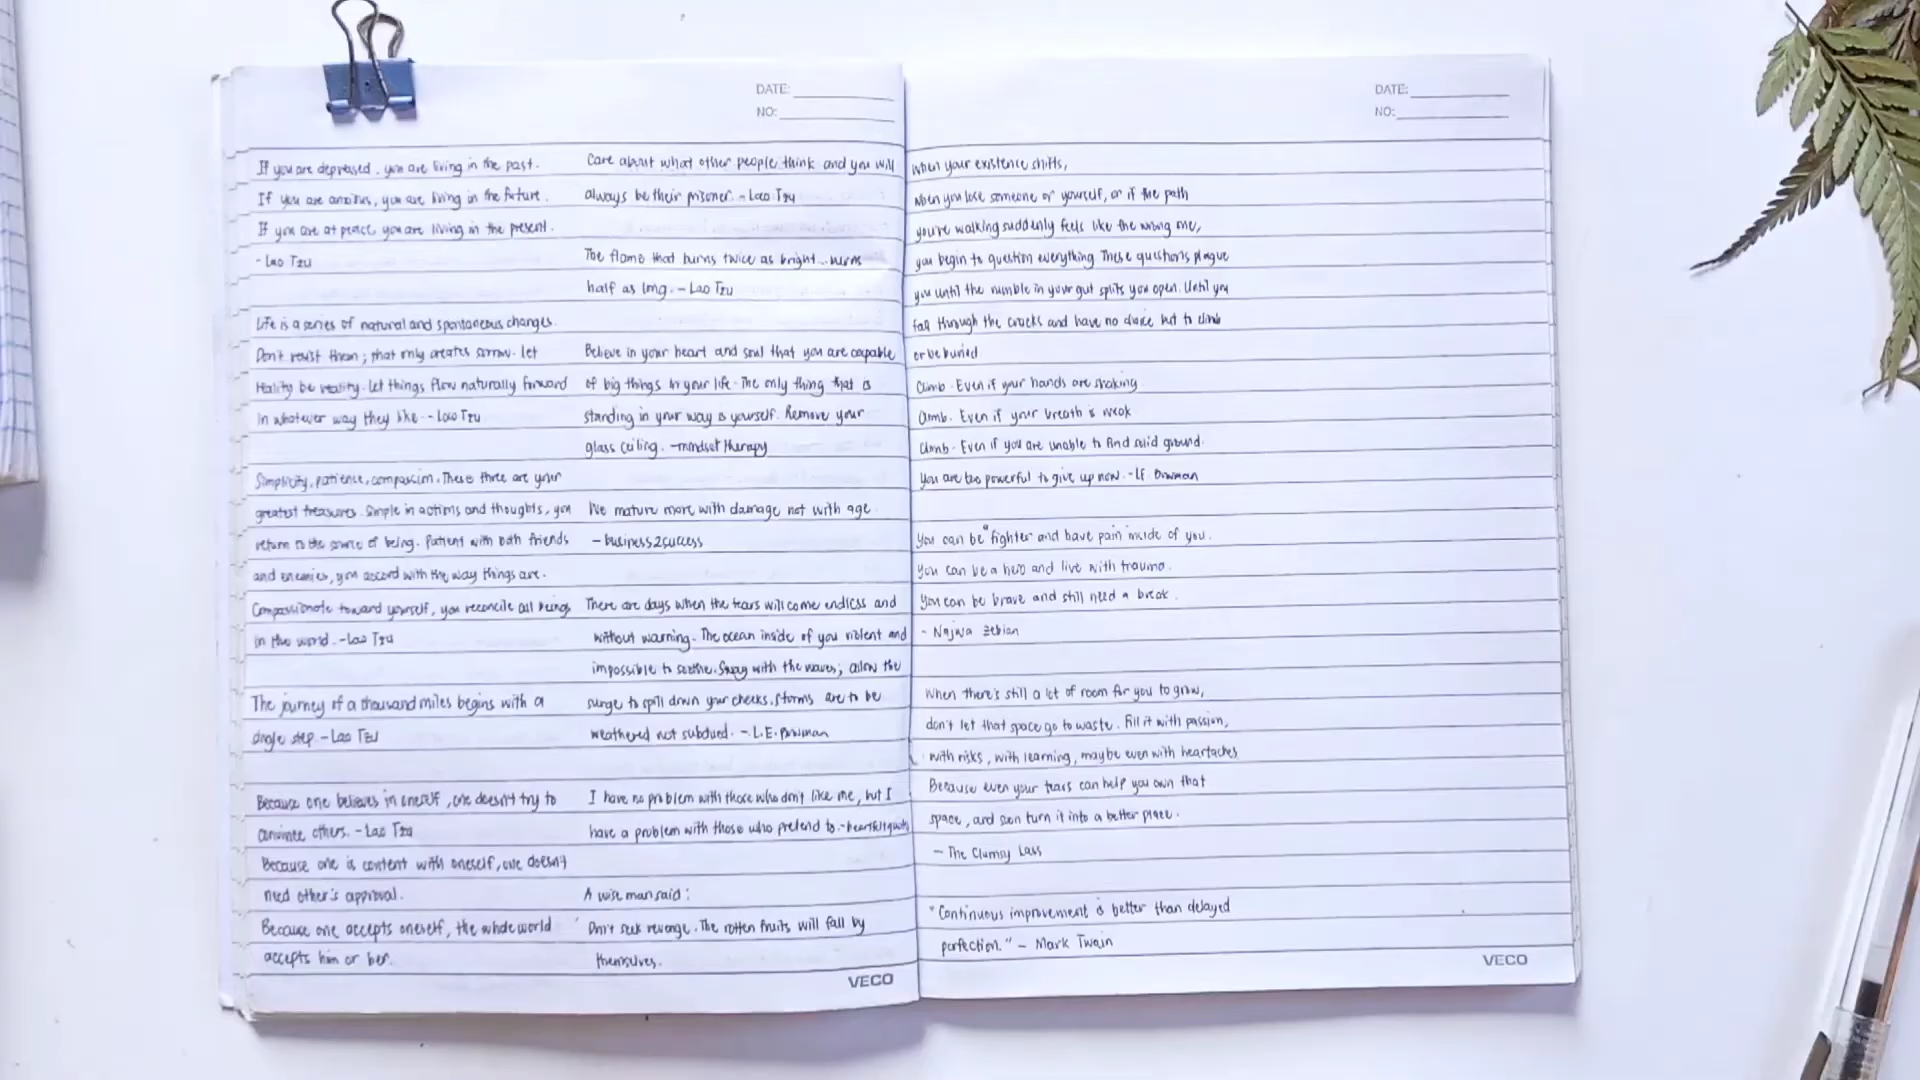 DATE:
NO:
If you are depressed, you are living in the past.
If you are anxious, you are living in the future.
If you are at peace, you are living in the present.
- Lao Tzu
Life is a series of natural and spontaneous changes.
Don't resist them; that only creates sorrow. Let
reality be reality. Let things flow naturally forward
in whatever way they like. - Lao Tzu
Simplicity, patience, compassion. These three are your
greatest treasures. Simple in actions and thoughts, you
return to the source of being. Patient with both friends
and enemies, you accord with the way things are.
Compassionate toward yourself, you reconcile all beings
in the world. - Lao Tzu
The journey of a thousand miles begins with a
single step. - Lao Tzu
Because one believes in oneself, one doesn't try to
convince others. - Lao Tzu
Because one is content with oneself, one doesn't
need other's approval.
Because one accepts oneself, the whole world
accepts him or her.
Care about what other people think and you will
always be their prisoner. - Lao Tzu
The flame that burns twice as bright burns
half as long. - Lao Tzu
Believe in your heart and soul that you are capable
of big things in your life. The only thing that is
standing in your way is yourself. Remove your
glass ceiling. - mindset therapy
We mature more with damage not with age.
- business2success
There are days when the tears will come endless and
without warning. The ocean inside of you violent and
impossible to soothe. Sway with the waves; allow the
surge to spill down your cheeks. Storms are to be
weathered not subdued. - L.E. Bowman
I have no problem with those who don't like me, but I
have a problem with those who pretend to.
A wise man said:
Don't seek revenge. The rotten fruits will fall by
themselves.
VECO
DATE:
NO:
When your existence shifts,
when you lose someone or yourself, or if the path
you're walking suddenly feels like the wrong one,
you begin to question everything. These questions plague
you until the rumble in your gut splits you open. Until you
fall through the cracks and have no choice but to climb
or be buried
Climb. Even if your hands are shaking
Climb. Even if your breath is weak
Climb. Even if you are unable to find solid ground.
You are too powerful to give up now. - LE Bowman
You can be a fighter and have pain inside of you.
You can be a hero and live with trauma.
You can be brave and still need a break.
- Najwa Zebian
When there's still a lot of room for you to grow,
don't let that space go to waste. Fill it with passion,
with risks, with learning, maybe even with heartaches
Because even your tears can help you own that
space, and soon turn it into a better place.
- The Clumsy Lass
"Continuous improvement is better than delayed
perfection." - Mark Twain
VECO